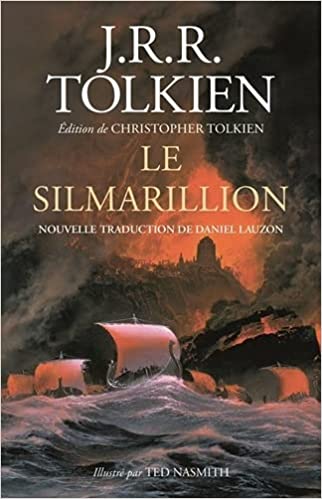 J.R.R.
TOLKIEN
Édition de CHRISTOPHER TOLKIEN
LE
SILMARILLION
NOUVELLE TRADUCTION DE DANIEL LAUZON
Illustré par TED NASMITH